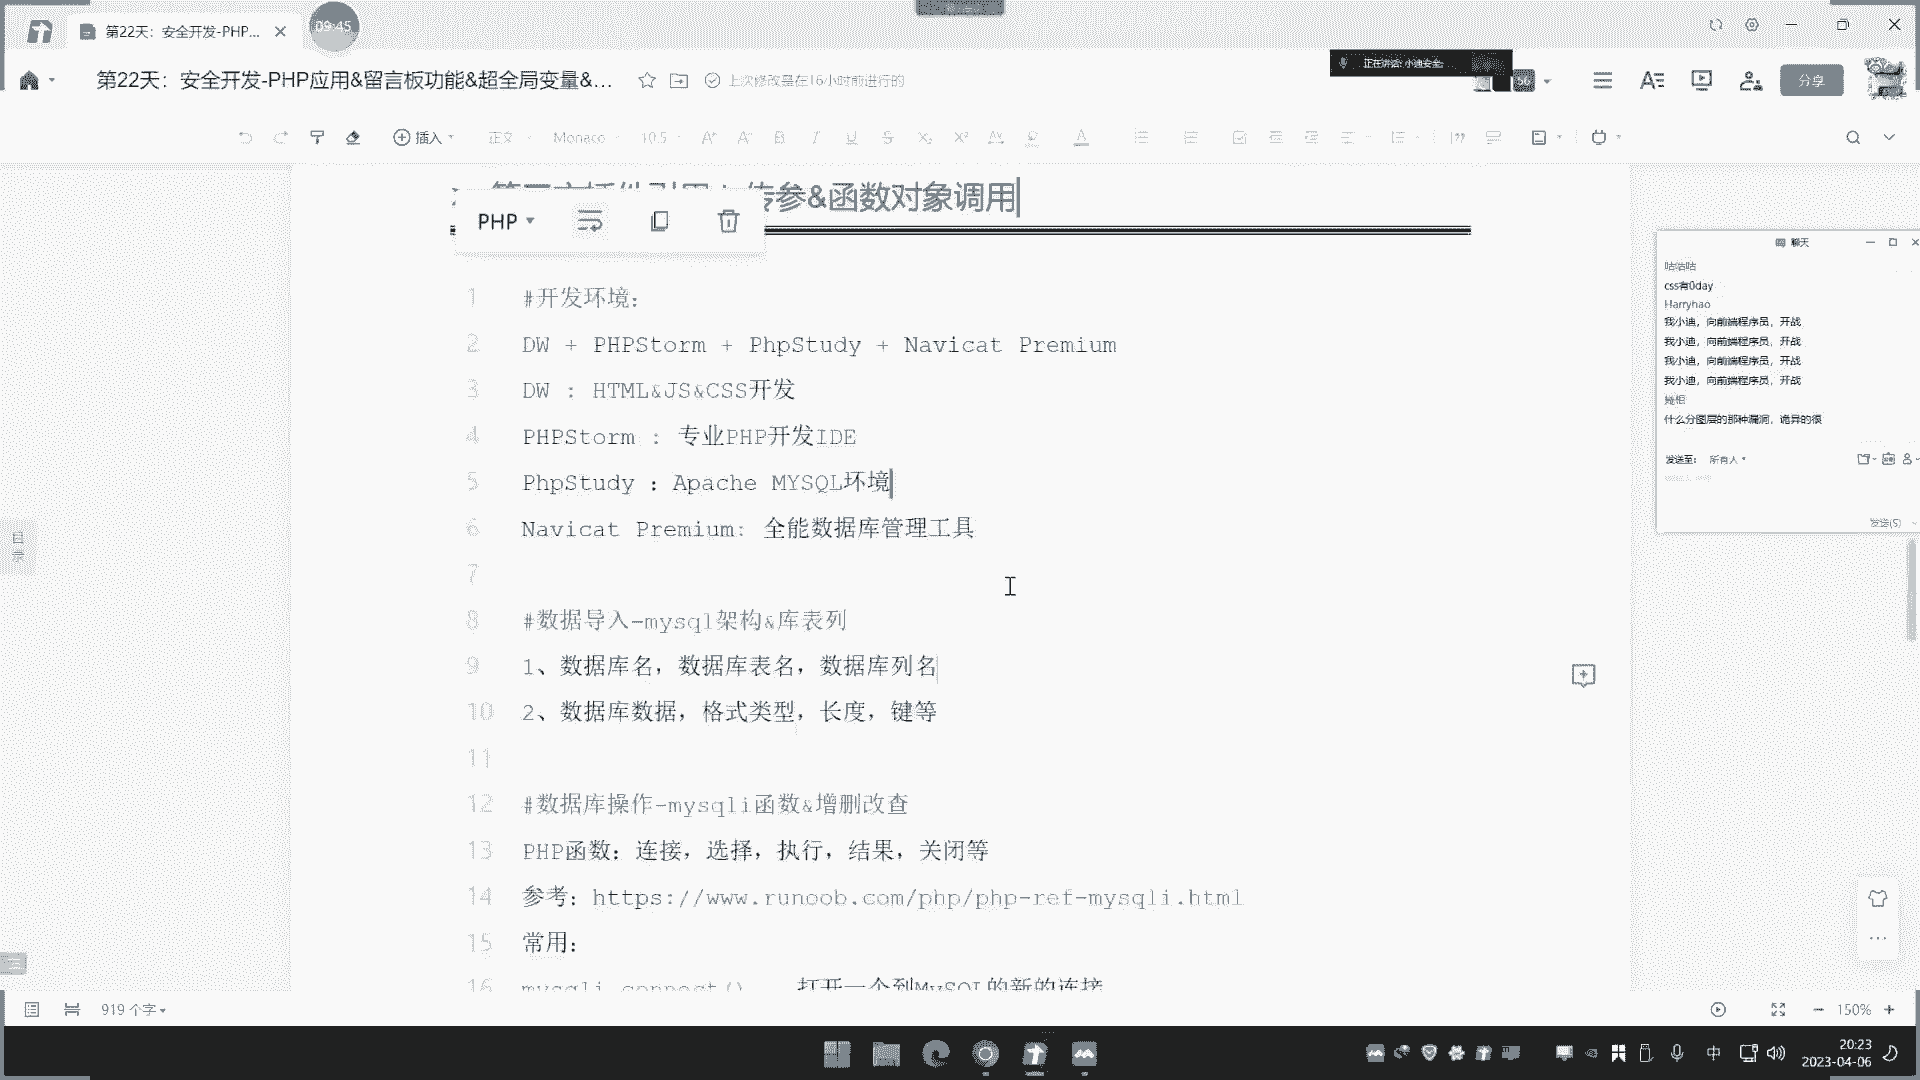 第22天：安全开发-PHP...
09:45
第22天：安全开发-PHP应用&留言板功能&超全局变量&...
上次修改是在16小时前进行的
正在讲话: 小迪安全;
56
分享
插入
正文
Monaco
10.5
传参&函数对象调用
PHP
1 #开发环境：
2 DW + PHPStorm + PhpStudy + Navicat Premium
3 DW : HTML&JS&CSS开发
4 PHPStorm : 专业PHP开发IDE
5 PhpStudy : Apache MYSQL环境
6 Navicat Premium: 全能数据库管理工具
7
8 #数据导入-mysql架构&库表列
9 1、数据库名，数据库表名，数据库列名
10 2、数据库数据，格式类型，长度，键等
11
12 #数据库操作-mysqli函数&增删改查
13 PHP函数：连接，选择，执行，结果，关闭等
14 参考：https://www.runoob.com/php/php-ref-mysqli.html
15 常用：
16 mysqli_connect() 打开一个到MySQL的新的连接
聊天
咕咕咕
css有0day
Harryhao
我小迪，向前端程序员，开战
我小迪，向前端程序员，开战
我小迪，向前端程序员，开战
我小迪，向前端程序员，开战
什么分图层的那种漏洞，诡异的很
发送至： 所有人
发送(S)
目录
919 个字
150%
中
20:23
2023-04-06